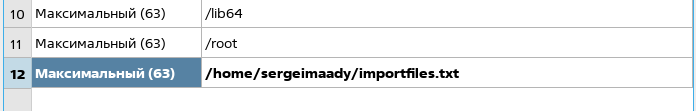 10 Максимальный (63) /lib64
11 Максимальный (63) /root
12 Максимальный (63) /home/sergeimaady/importfiles.txt